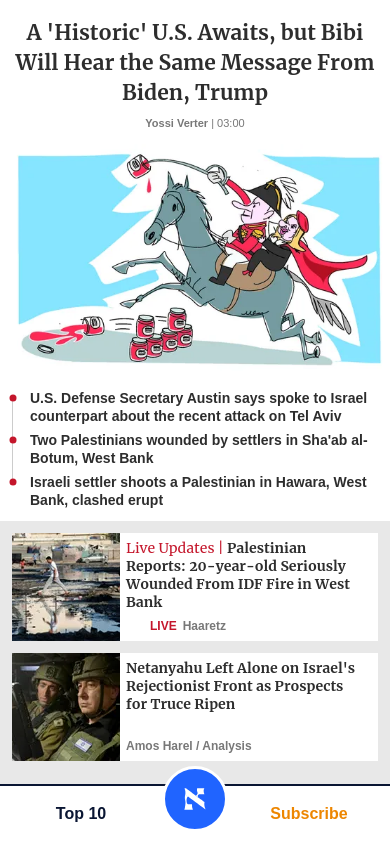 A 'Historic' U.S. Awaits, but Bibi
Will Hear the Same Message From
Biden, Trump
Yossi Verter | 03:00
U.S. Defense Secretary Austin says spoke to Israel
counterpart about the recent attack on Tel Aviv
Two Palestinians wounded by settlers in Sha'ab al-
Botum, West Bank
Israeli settler shoots a Palestinian in Hawara, West
Bank, clashed erupt
Live Updates | Palestinian
Reports: 20-year-old Seriously
Wounded From IDF Fire in West
Bank
LIVE Haaretz
Netanyahu Left Alone on Israel's
Rejectionist Front as Prospects
for Truce Ripen
Amos Harel / Analysis
Top 10
א
Subscribe